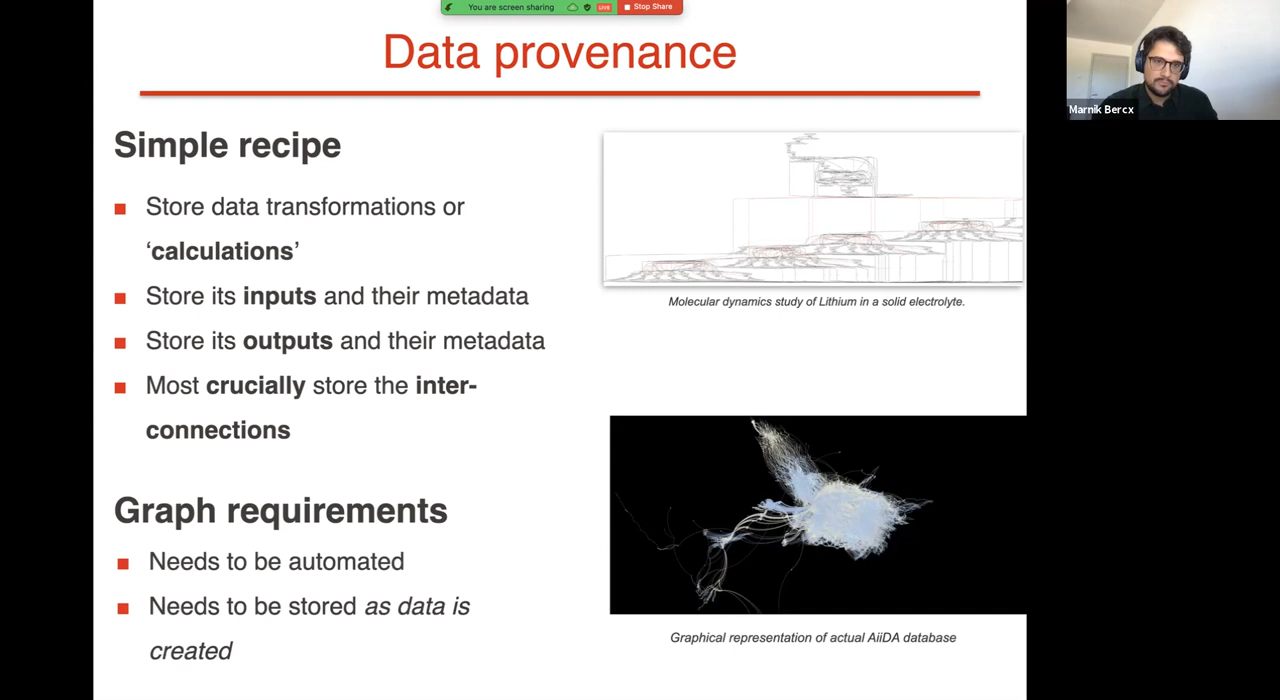 You are screen sharing
LIVE
Stop Share
Data provenance
Marnik Bercx
Simple recipe
Store data transformations or
‘calculations’
Store its inputs and their metadata
Store its outputs and their metadata
Most crucially store the inter-
connections
Graph requirements
Needs to be automated
Needs to be stored as data is
created
Molecular dynamics study of Lithium in a solid electrolyte.
Graphical representation of actual AiiDA database